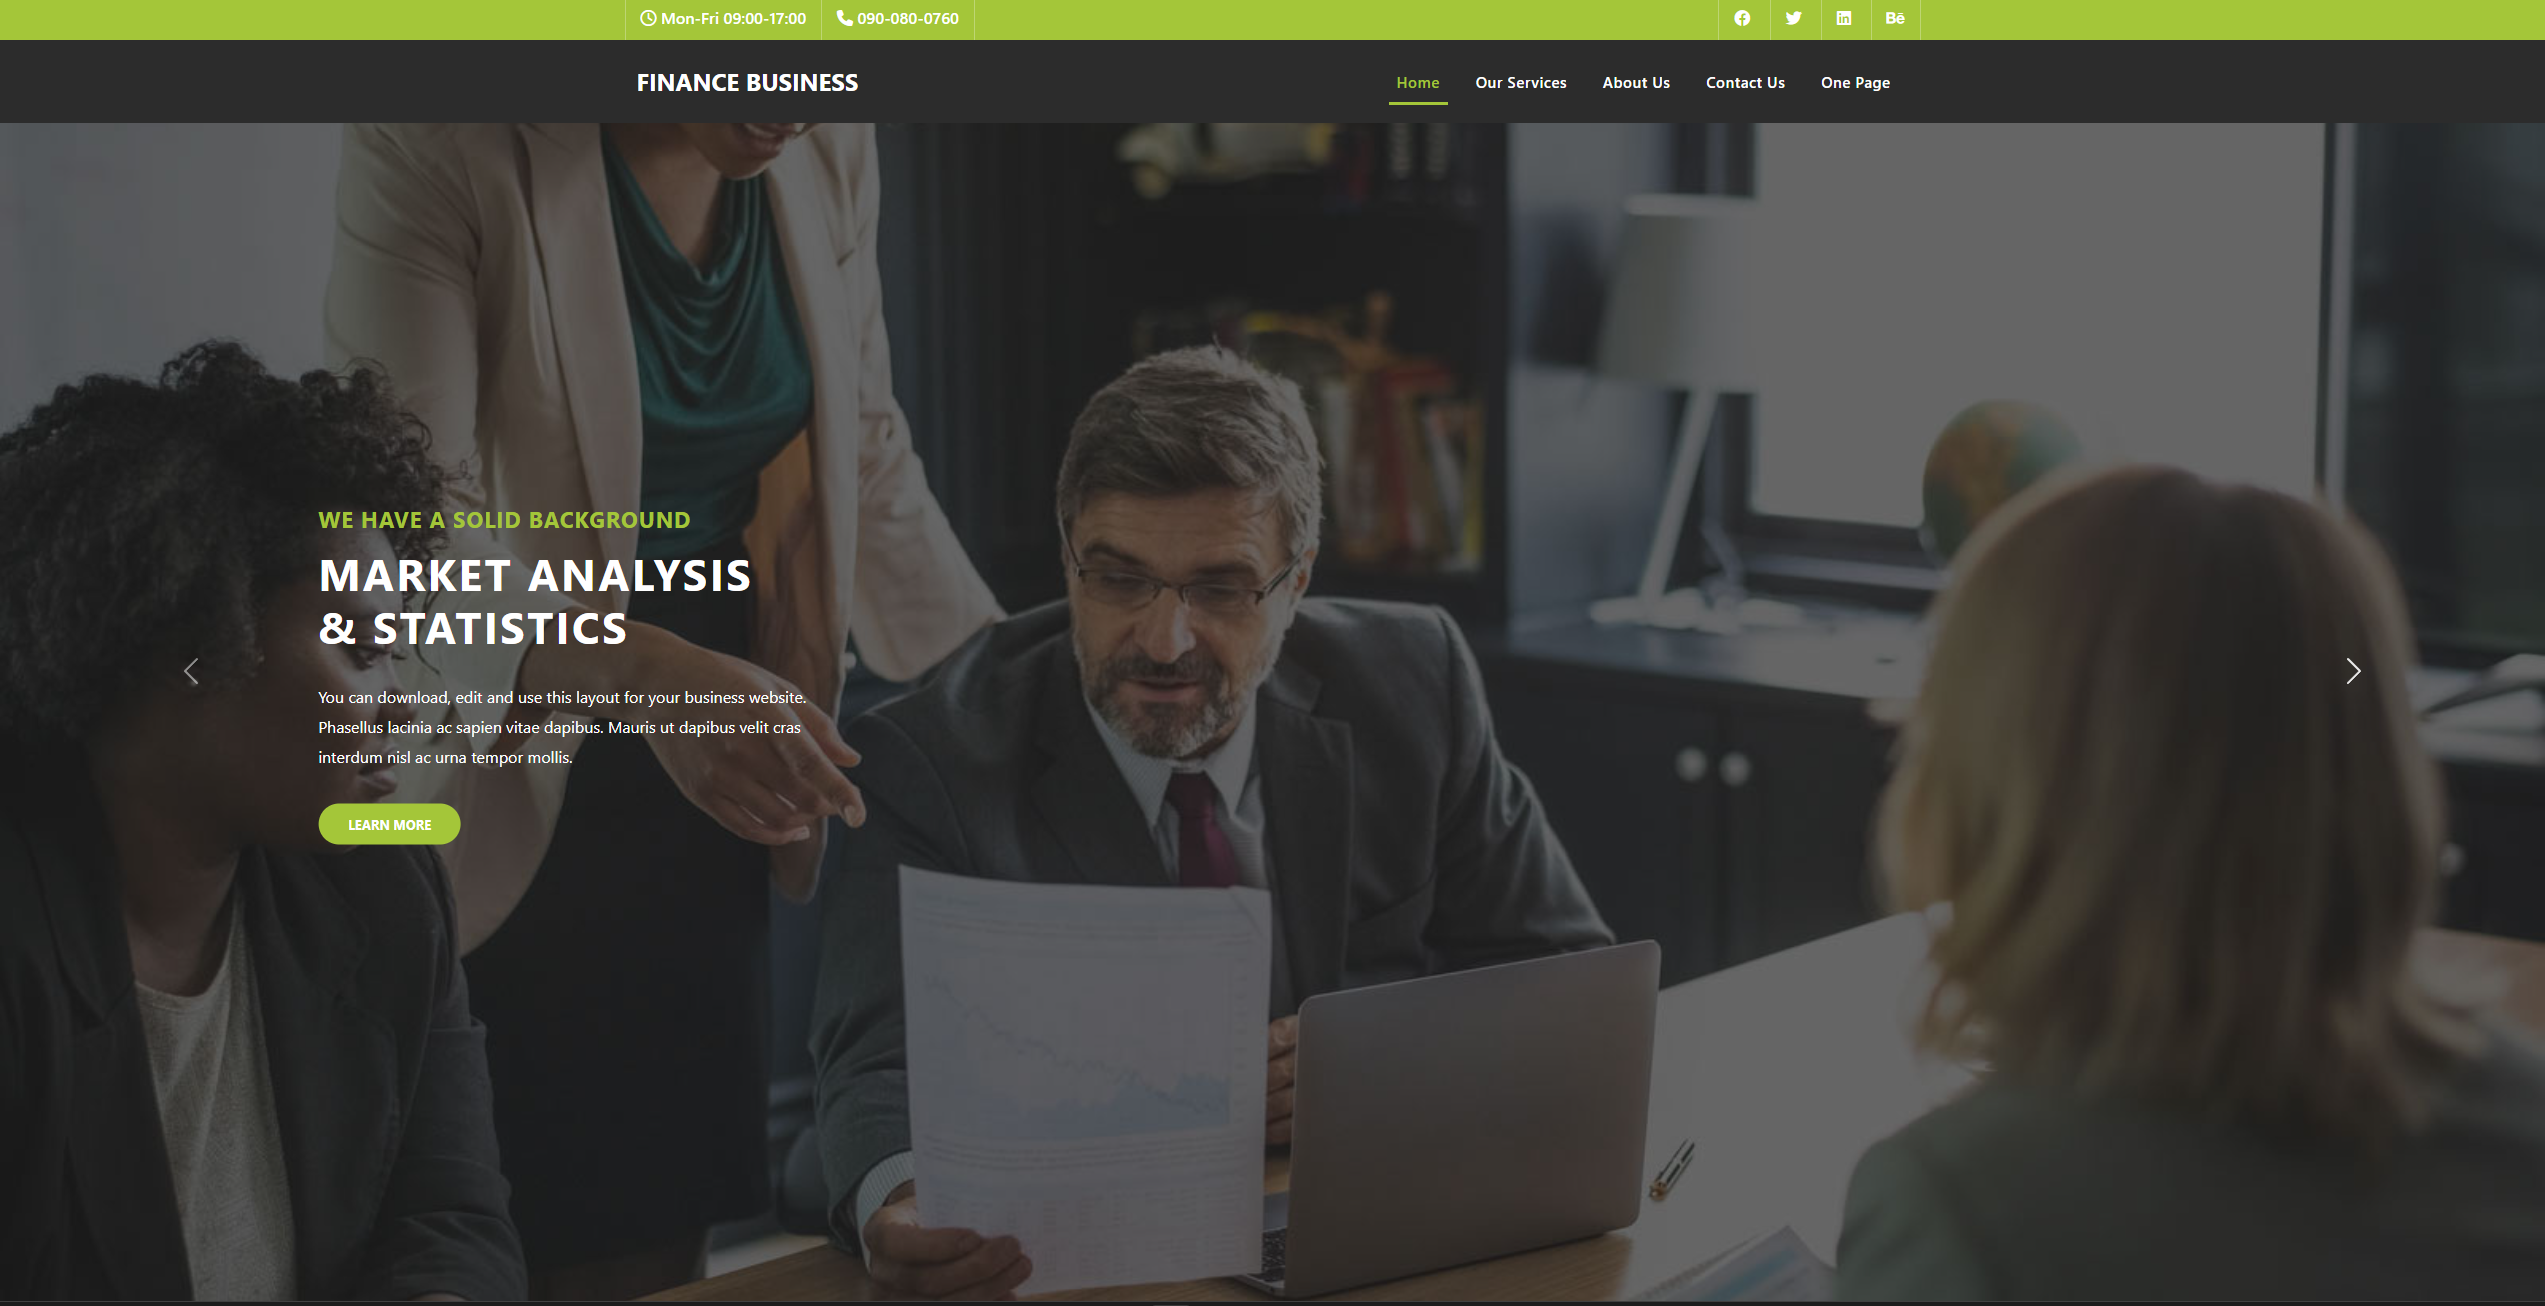 Mon-Fri 09:00-17:00
090-080-0760
Bē
FINANCE BUSINESS
Home
Our Services
About Us
Contact Us
One Page
WE HAVE A SOLID BACKGROUND
MARKET ANALYSIS
& STATISTICS
You can download, edit and use this layout for your business website.
Phasellus lacinia ac sapien vitae dapibus. Mauris ut dapibus velit cras
interdum nisl ac urna tempor mollis.
LEARN MORE